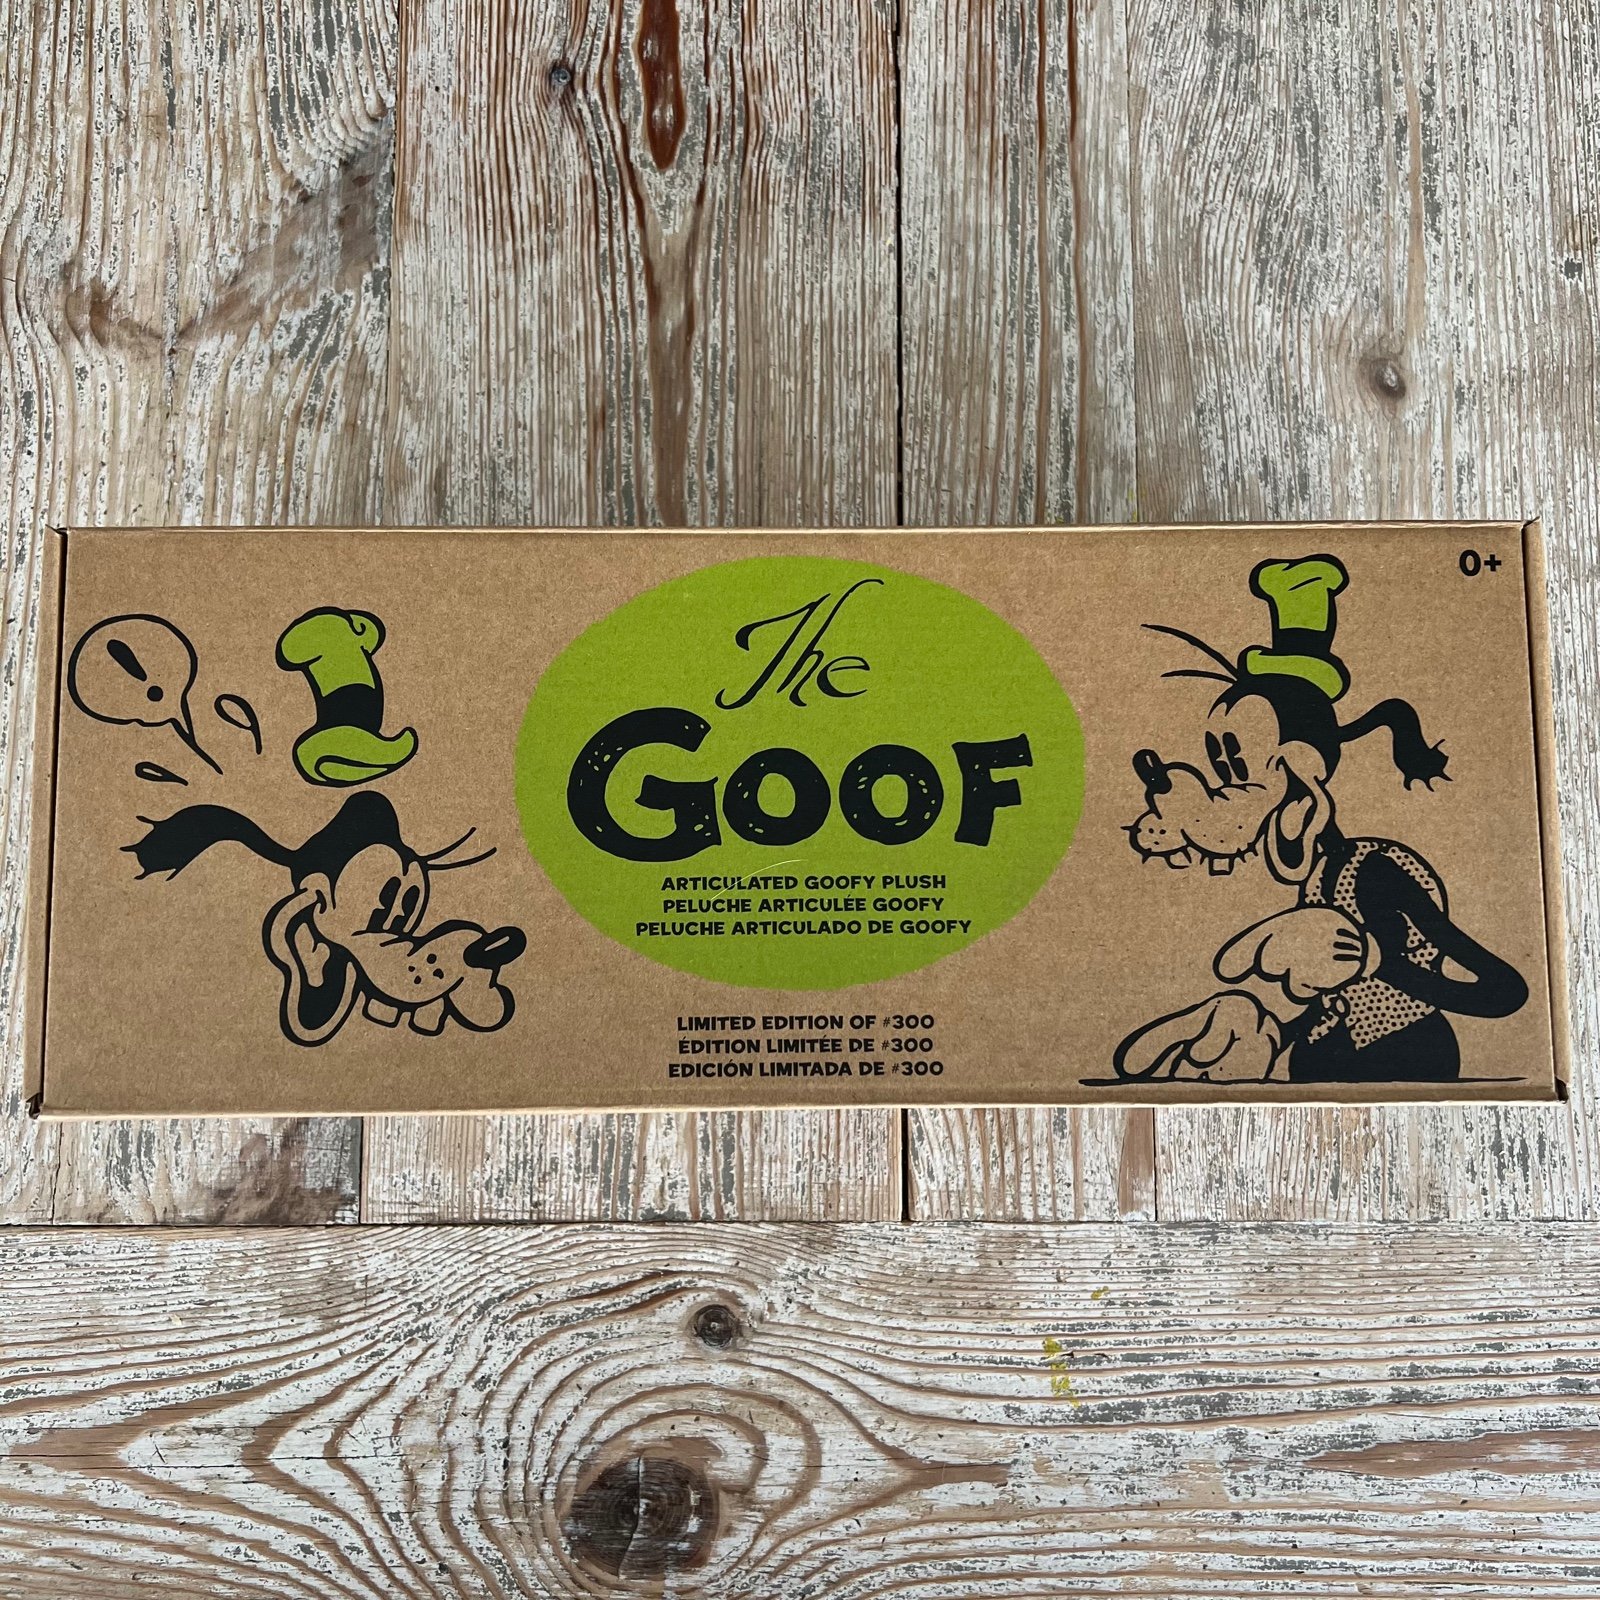 !
0+
The
GOOF
ARTICULATED GOOFY PLUSH
PELUCHE ARTICULÉE GOOFY
PELUCHE ARTICULADO DE GOOFY
LIMITED EDITION OF #300
ÉDITION LIMITÉE DE #300
EDICIÓN LIMITADA DE #300